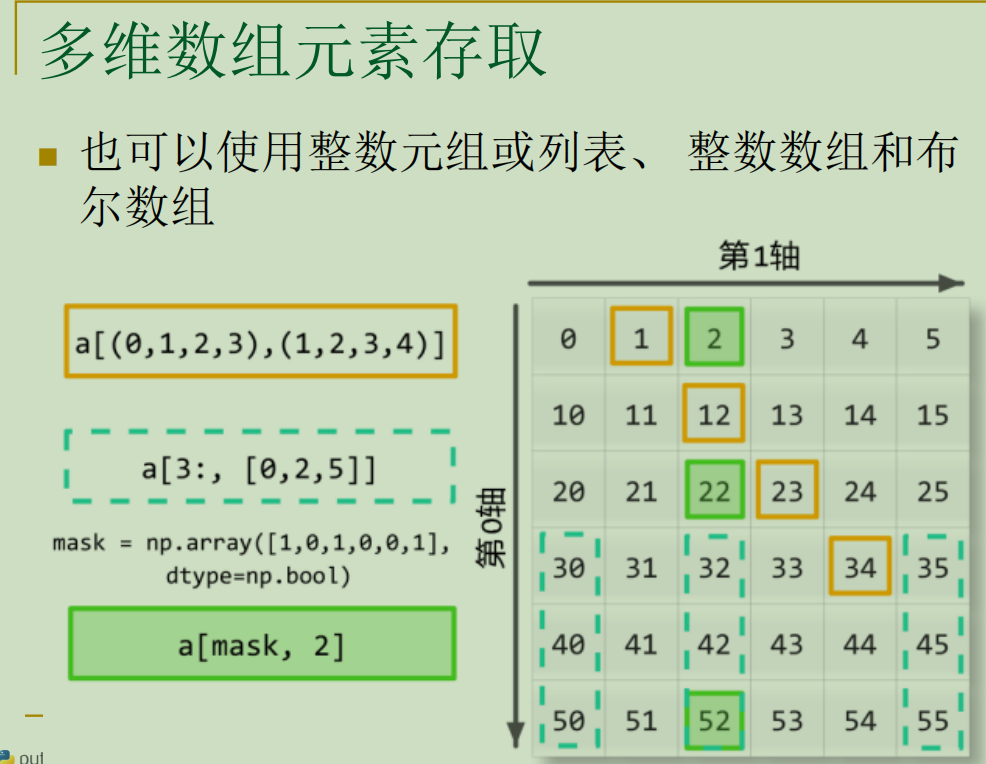 多维数组元素存取
也可以使用整数元组或列表、 整数数组和布
尔数组
a[(0,1,2,3),(1,2,3,4)]
a[3:, [0,2,5]]
mask = np.array([1,0,1,0,0,1],
dtype=np.bool)
a[mask, 2]
第1轴
第0轴
0 1 2 3 4 5
10 11 12 13 14 15
20 21 22 23 24 25
30 31 32 33 34 35
40 41 42 43 44 45
50 51 52 53 54 55
out